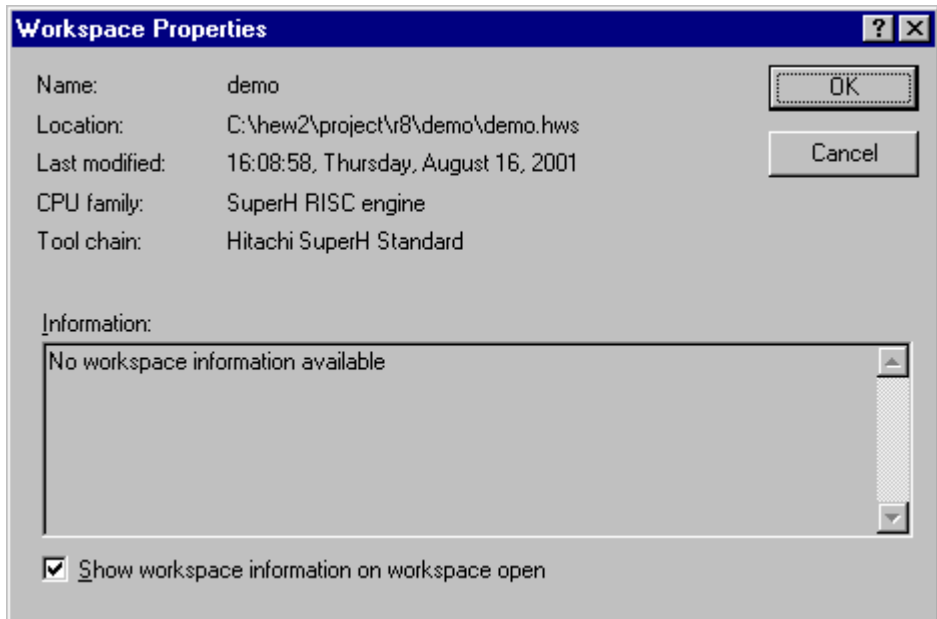 Workspace Properties
Name: demo
OK
Location: C:\hew2\project\r8\demo\demo.hws
Last modified: 16:08:58, Thursday, August 16, 2001
Cancel
CPU family: SuperH RISC engine
Tool chain: Hitachi SuperH Standard
Information:
No workspace information available
Show workspace information on workspace open